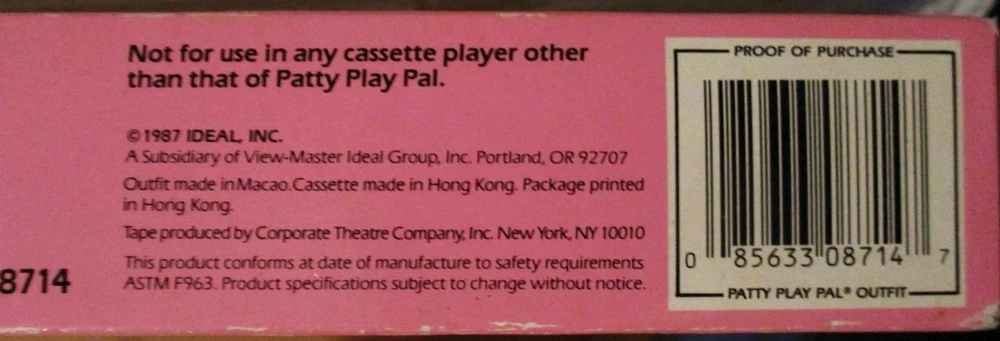 Not for use in any cassette player other
than that of Patty Play Pal.
©1987 IDEAL, INC.
A Subsidiary of View-Master Ideal Group, Inc. Portland, OR 92707
Outfit made in Macao. Cassette made in Hong Kong. Package printed
in Hong Kong.
Tape produced by Corporate Theatre Company, Inc. New York, NY 10010
This product conforms at date of manufacture to safety requirements
ASTM F963. Product specifications subject to change without notice.
8714
PROOF OF PURCHASE
0 85633 08714 7
PATTY PLAY PAL® OUTFIT